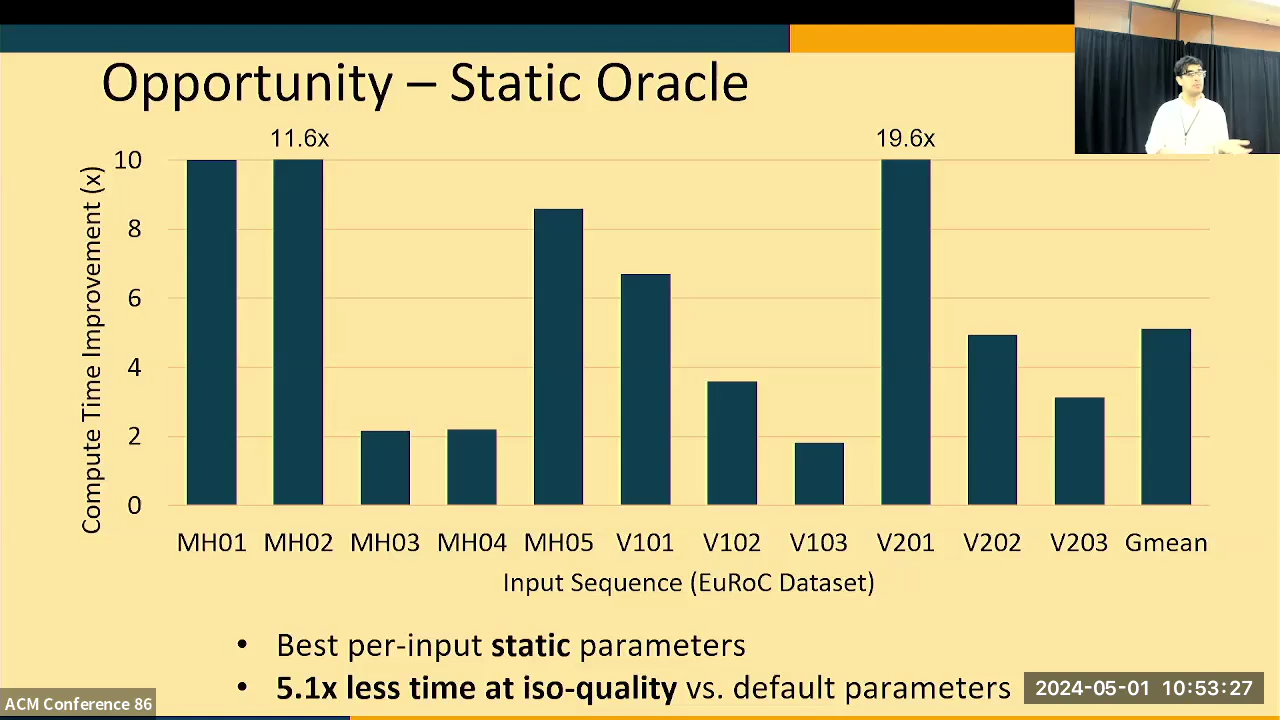 Opportunity – Static Oracle
11.6x
19.6x
10
8
6
4
2
0
Compute Time Improvement (x)
MH01 MH02 MH03 MH04 MH05 V101 V102 V103 V201 V202 V203 Gmean
Input Sequence (EuRoC Dataset)
• Best per-input static parameters
• 5.1x less time at iso-quality vs. default parameters
ACM Conference 86
2024-05-01 10:53:27